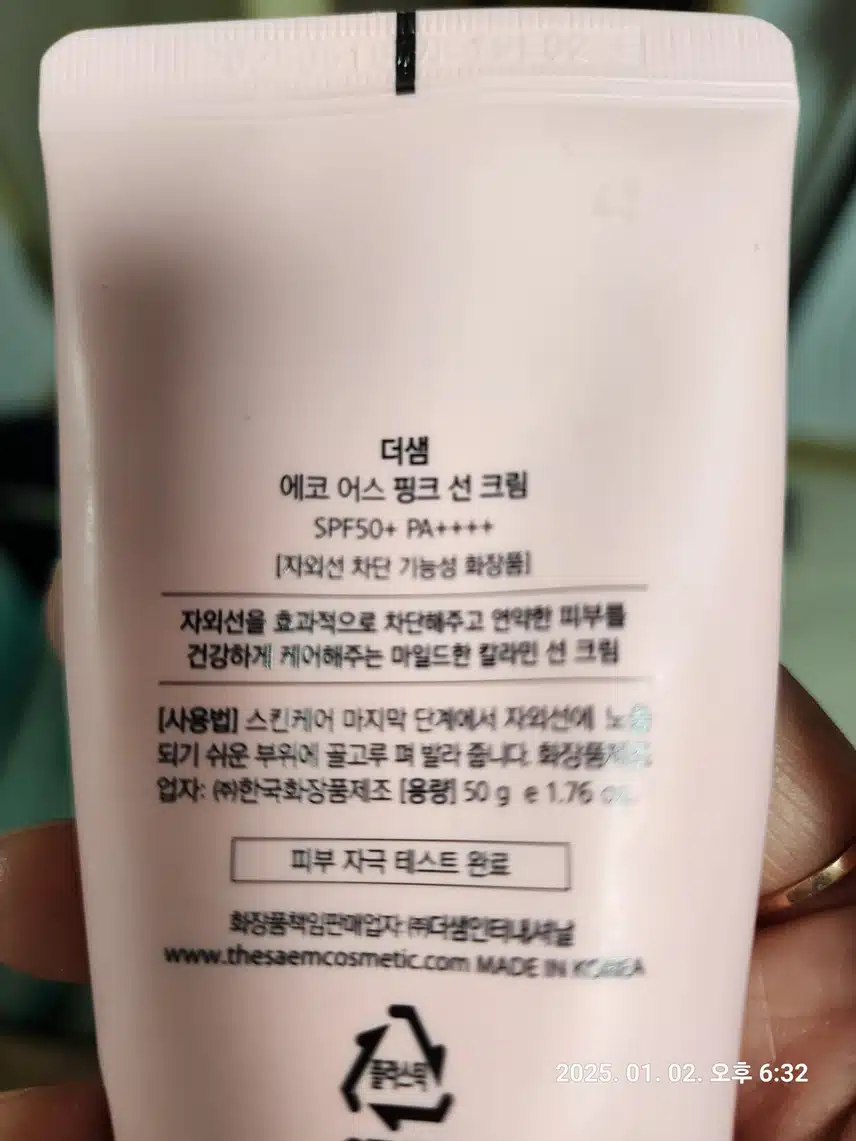 더샘
에코 어스 핑크 선 크림
SPF50+ PA++++
[자외선 차단 기능성 화장품]
자외선을 효과적으로 차단해주고 연약한 피부를
건강하게 케어해주는 마일드한 칼라민 선 크림
[사용법] 스킨케어 마지막 단계에서 자외선에
되기 쉬운 부위에 골고루 펴 발라 줍니다. 화장품제조
업자: ㈜한국화장품제조 [용량] 50 g e 1.76 oz.
피부 자극 테스트 완료
화장품책임판매업자: ㈜더샘인터내셔날
www.thesaemcosmetic.com MADE IN KOREA
플라스틱
2025. 01. 02. 오후 6:32